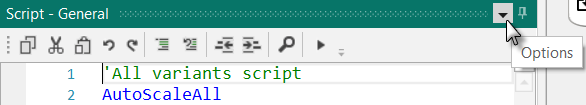 Script - General
Options
1 'All variants script
2 AutoScaleAll